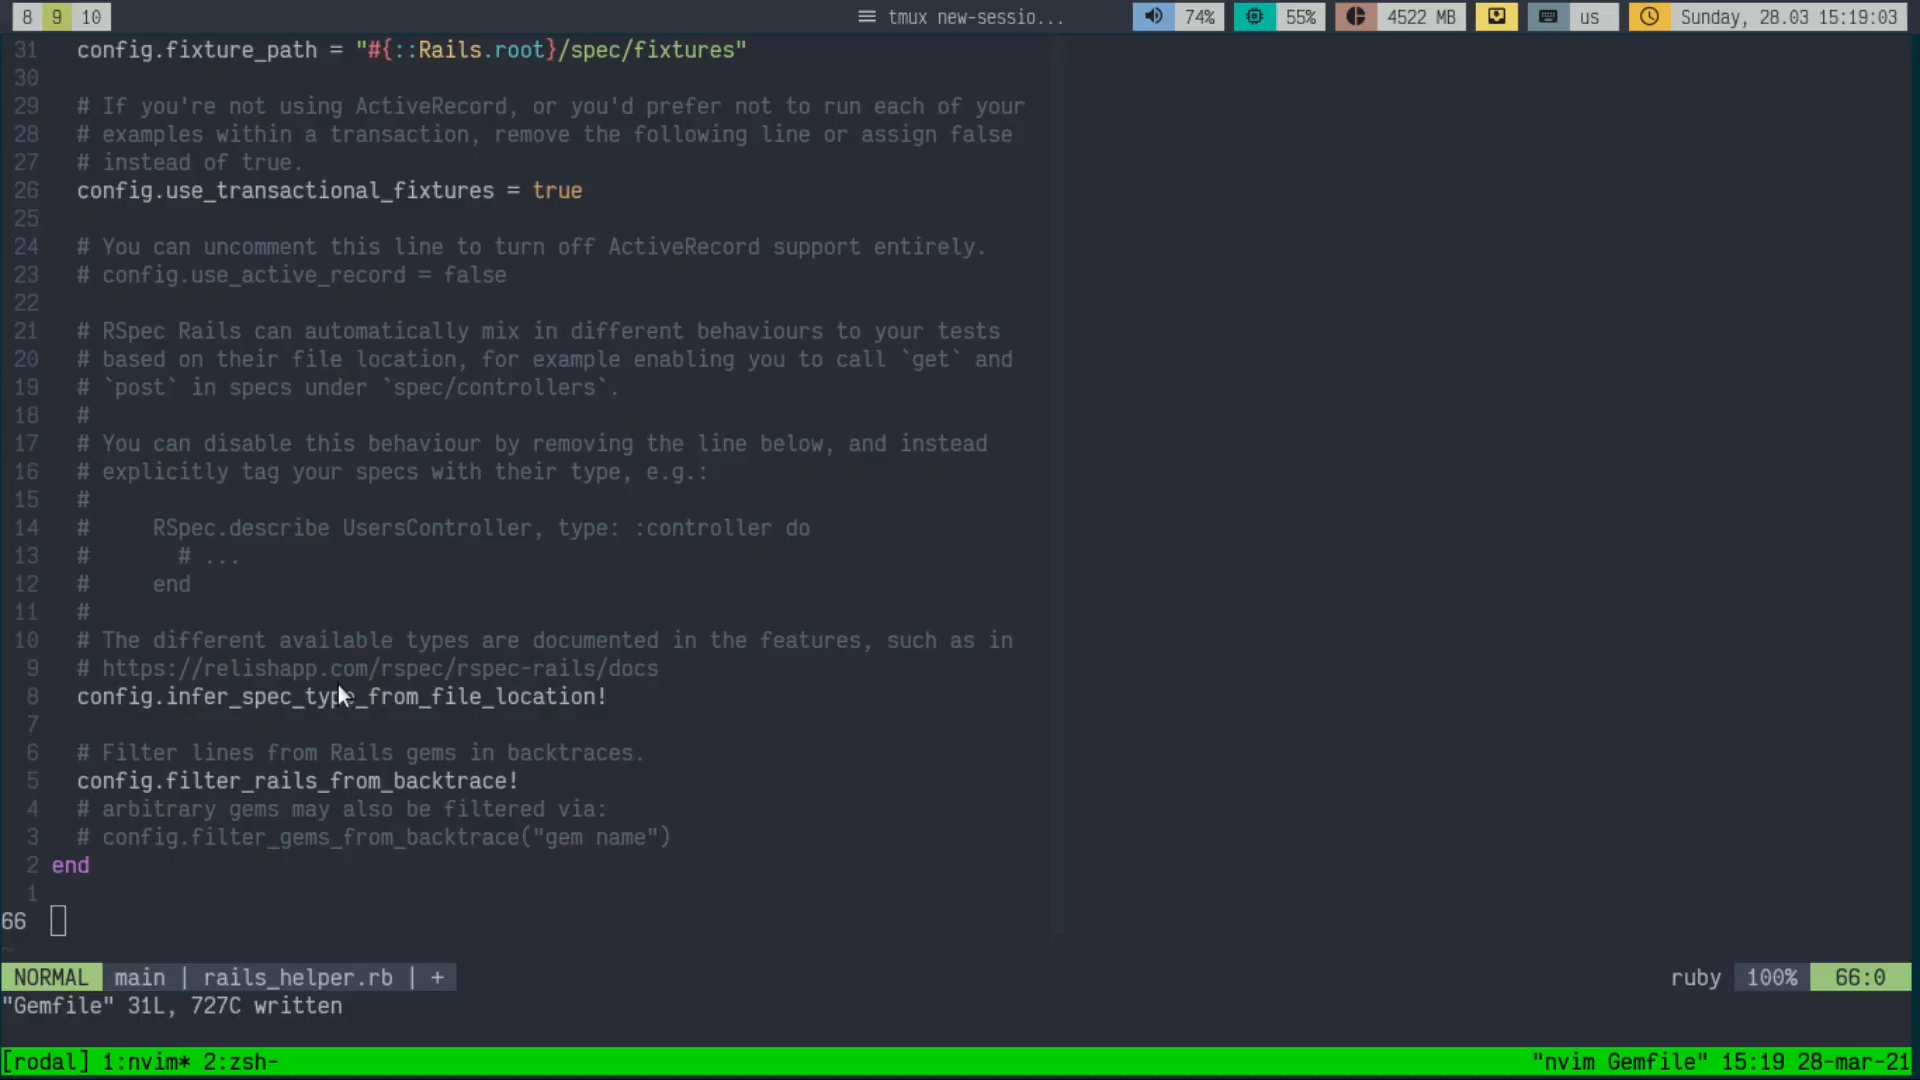 8 9 10 tmux new-sessio... 74% 55% 4522 MB us Sunday, 28.03 15:19:03
31 config.fixture_path = "#{::Rails.root}/spec/fixtures"
30
29 # If you're not using ActiveRecord, or you'd prefer not to run each of your
28 # examples within a transaction, remove the following line or assign false
27 # instead of true.
26 config.use_transactional_fixtures = true
25
24 # You can uncomment this line to turn off ActiveRecord support entirely.
23 # config.use_active_record = false
22
21 # RSpec Rails can automatically mix in different behaviours to your tests
20 # based on their file location, for example enabling you to call `get` and
19 # `post` in specs under `spec/controllers`.
18 #
17 # You can disable this behaviour by removing the line below, and instead
16 # explicitly tag your specs with their type, e.g.:
15 #
14 # RSpec.describe UsersController, type: :controller do
13 # # ...
12 # end
11 #
10 # The different available types are documented in the features, such as in
9 # https://relishapp.com/rspec/rspec-rails/docs
8 config.infer_spec_type_from_file_location!
7
6 # Filter lines from Rails gems in backtraces.
5 config.filter_rails_from_backtrace!
4 # arbitrary gems may also be filtered via:
3 # config.filter_gems_from_backtrace("gem name")
2 end
1
66
~
NORMAL main | rails_helper.rb | + ruby 100% 66:0
"Gemfile" 31L, 727C written
[rodal] 1:nvim* 2:zsh- "nvim Gemfile" 15:19 28-mar-21